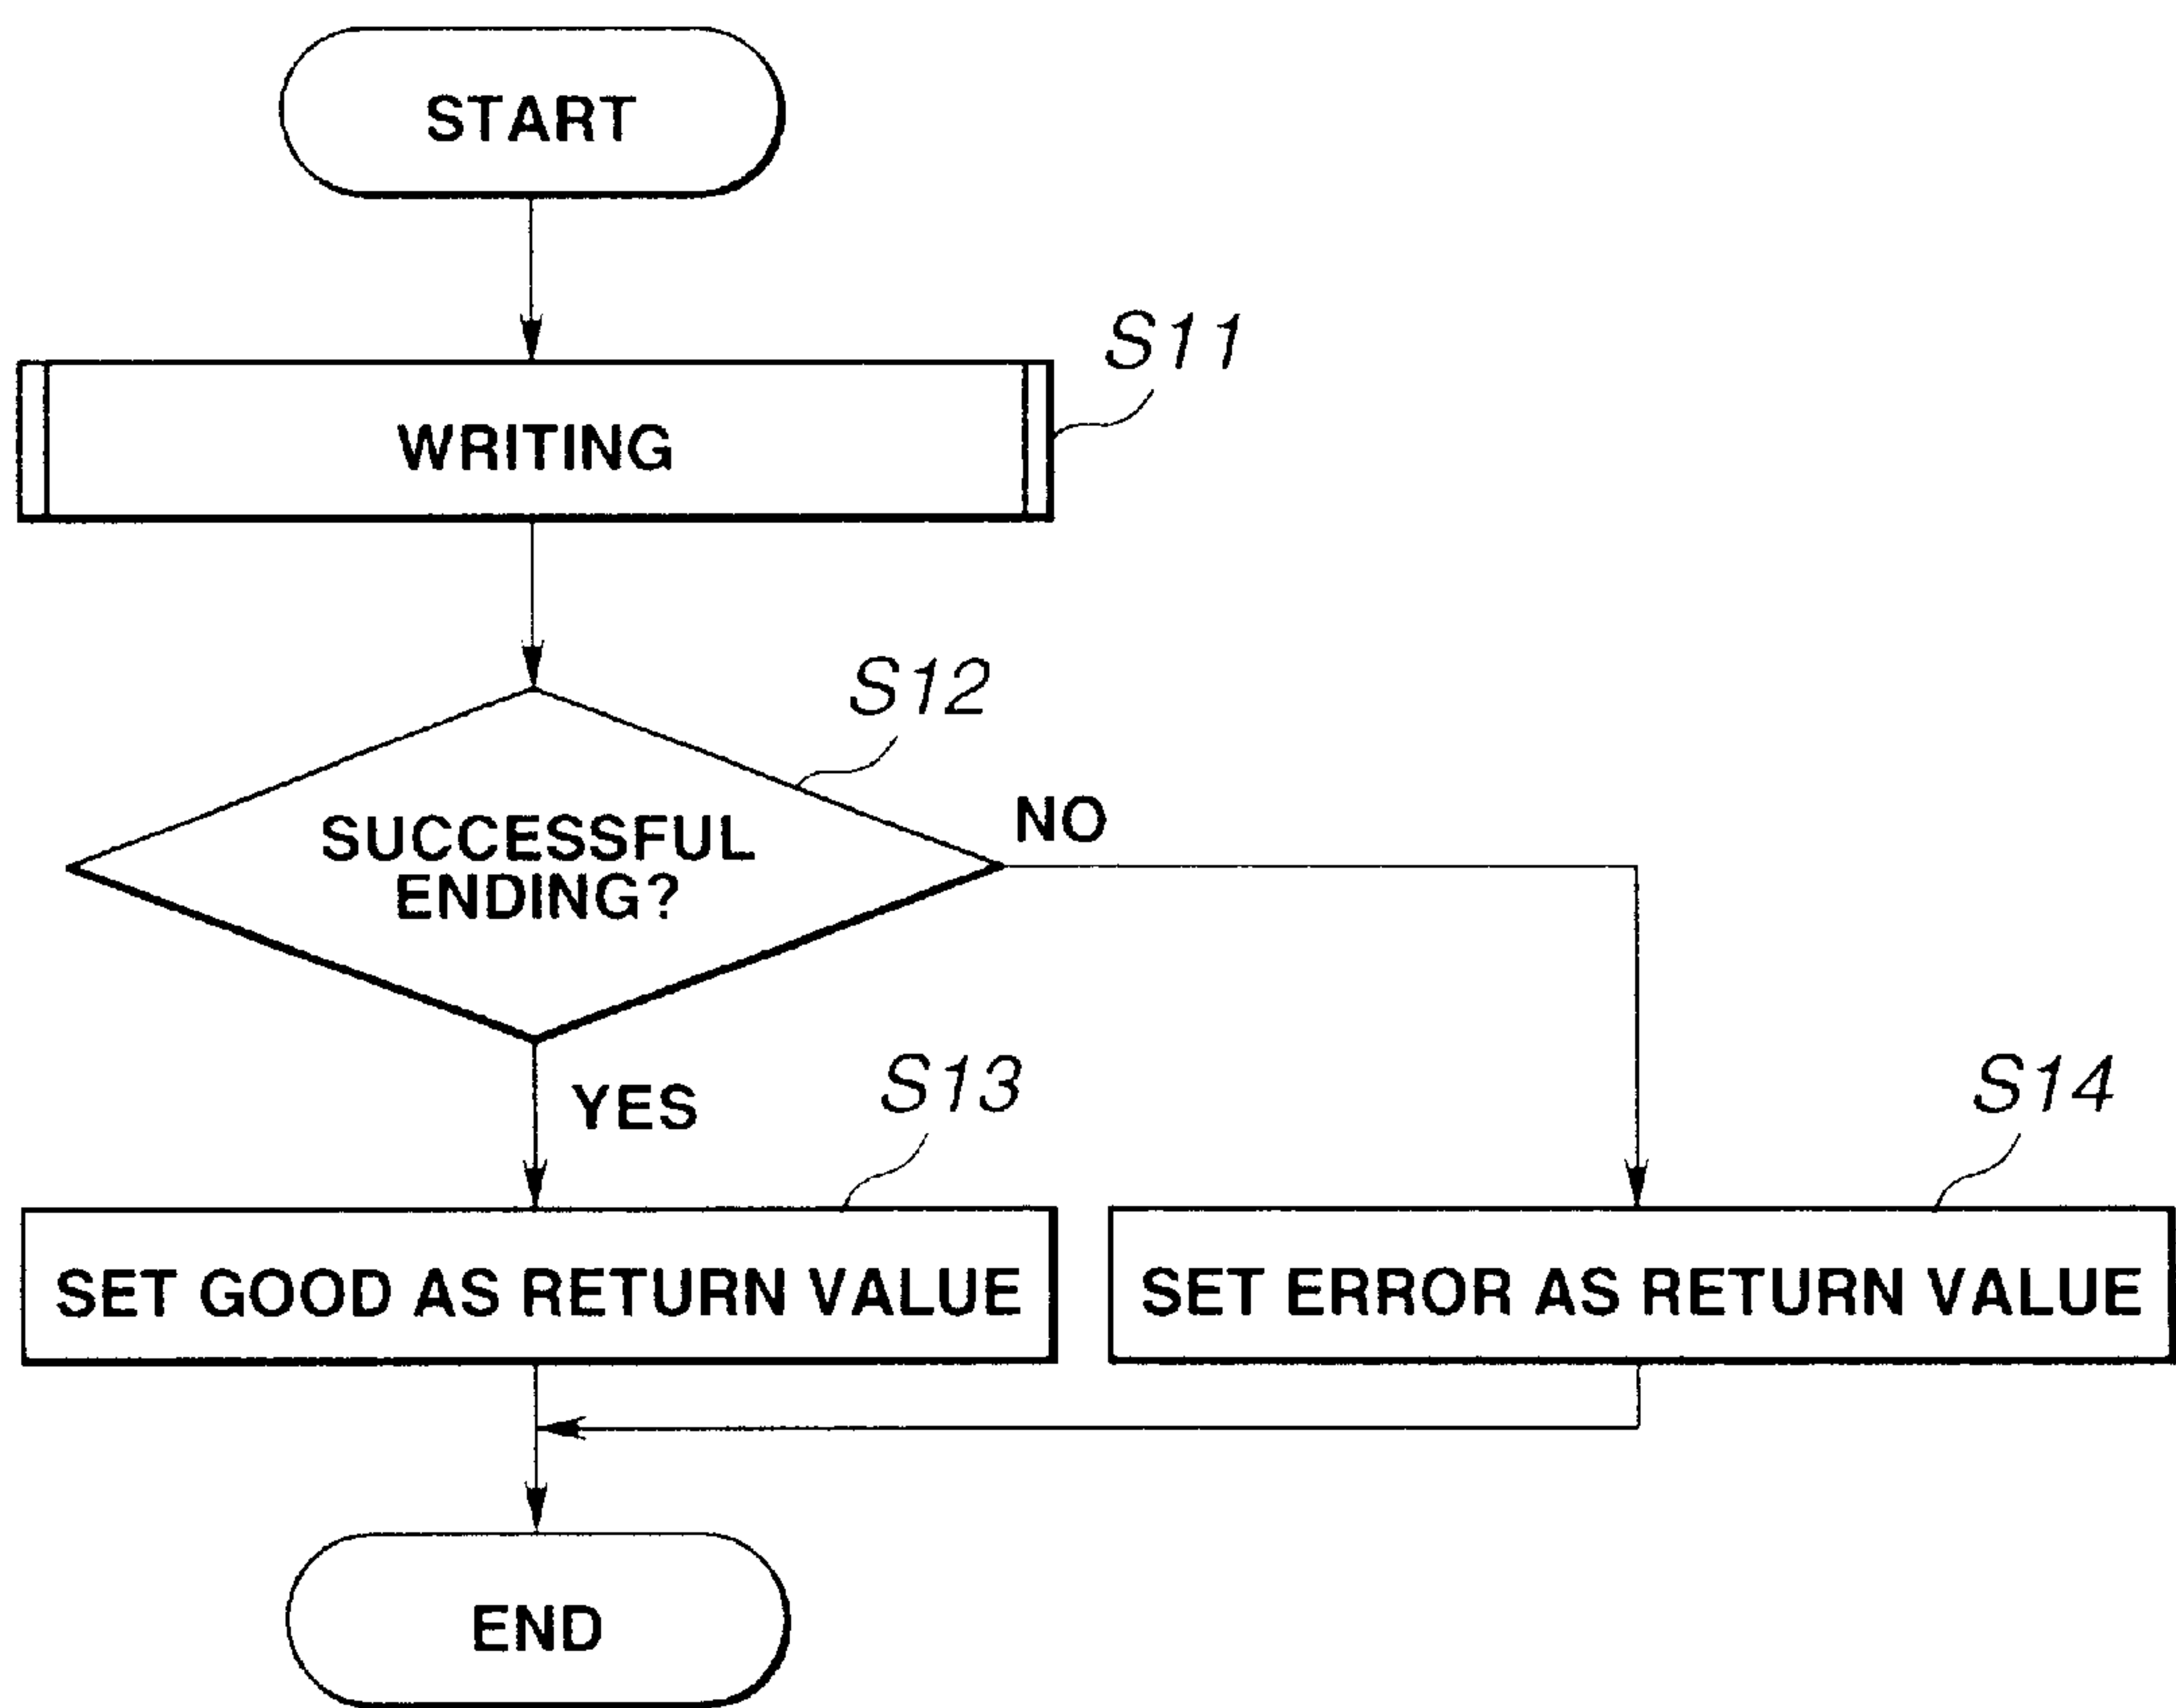 START
S11
WRITING
S12
SUCCESSFUL
ENDING?
NO
YES
S13
S14
SET GOOD AS RETURN VALUE
SET ERROR AS RETURN VALUE
END